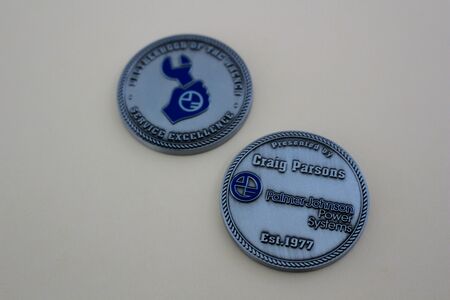 SERVICE EXCELLENCE
Presented by
Craig Parsons
Palmer Johnson
Power
Systems
Est. 1977